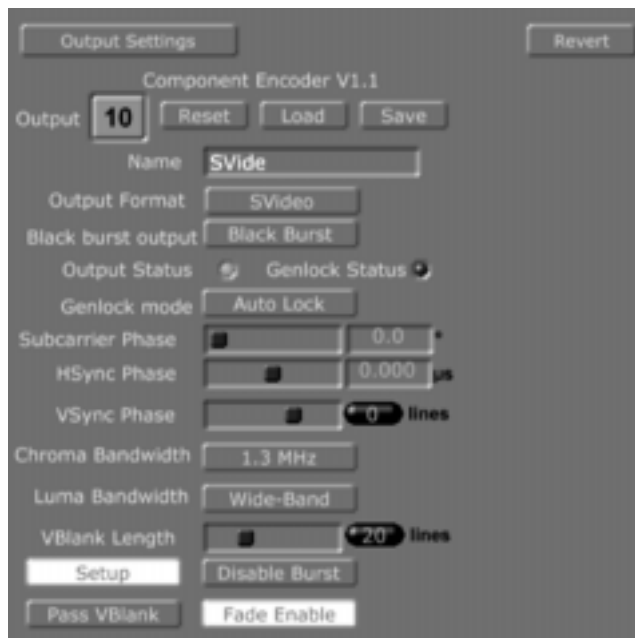 Output Settings Revert
Component Encoder V1.1
Output 10 Reset Load Save
Name SVide
Output Format SVideo
Black burst output Black Burst
Output Status Genlock Status
Genlock mode Auto Lock
Subcarrier Phase 0.0 °
HSync Phase 0.000 µs
VSync Phase 0 lines
Chroma Bandwidth 1.3 MHz
Luma Bandwidth Wide-Band
VBlank Length 20 lines
Setup Disable Burst
Pass VBlank Fade Enable